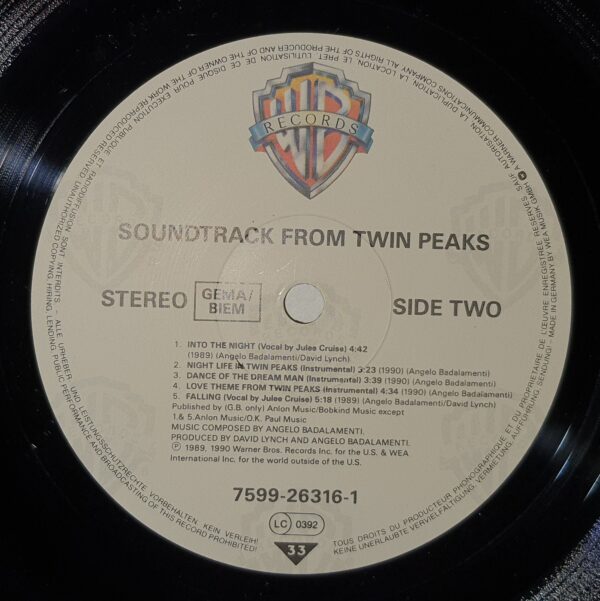 WB
RECORDS
SOUNDTRACK FROM TWIN PEAKS
STEREO GEMA/ BIEM SIDE TWO
1. INTO THE NIGHT (Vocal by Julee Cruise) 4:42
(1989) (Angelo Badalamenti/David Lynch)
2. NIGHT LIFE IN TWIN PEAKS (Instrumental) 3:23 (1990) (Angelo Badalamenti)
3. DANCE OF THE DREAM MAN (Instrumental) 3:39 (1990) (Angelo Badalamenti)
4. LOVE THEME FROM TWIN PEAKS (Instrumental) 4:34 (1990) (Angelo Badalamenti)
5. FALLING (Vocal by Julee Cruise) 5:18 (1989) (Angelo Badalamenti/David Lynch)
Published by (G.B. only) Anlon Music/Bobkind Music except
1.& 5.Anlon Music/O.K. Paul Music
MUSIC COMPOSED BY ANGELO BADALAMENTI.
PRODUCED BY DAVID LYNCH AND ANGELO BADALAMENTI.
Ⓟ 1989, 1990 Warner Bros. Records Inc. for the U.S. & WEA
International Inc. for the world outside of the U.S.
7599-26316-1
LC 0392
33
ALLE URHEBER- UND LEISTUNGSSCHUTZRECHTE VORBEHALTEN. KEIN VERLEIH! KEINE UNERLAUBTE VERVIELFÄLTIGUNG, VERMIETUNG, AUFFÜHRUNG, SENDUNG! - MADE IN GERMANY BY WEA MUSIK GMBH A WARNER COMMUNICATIONS COMPANY. ALL RIGHTS OF THE PRODUCER AND OF THE OWNER OF THE WORK REPRODUCED RESERVED. UNAUTHORIZED COPYING, HIRING, LENDING, PUBLIC PERFORMANCE AND BROADCASTING OF THIS RECORD PROHIBITED!
TOUS DROITS DU PRODUCTEUR PHONOGRAPHIQUE ET DU PROPRIETAIRE DE L'ŒUVRE ENREGISTREE RESERVES. SAUF AUTORISATION, LA DUPLICATION, LA LOCATION, LE PRET, L'UTILISATION DE CE DISQUE POUR EXECUTION PUBLIQUE ET RADIODIFFUSION SONT INTERDITS -